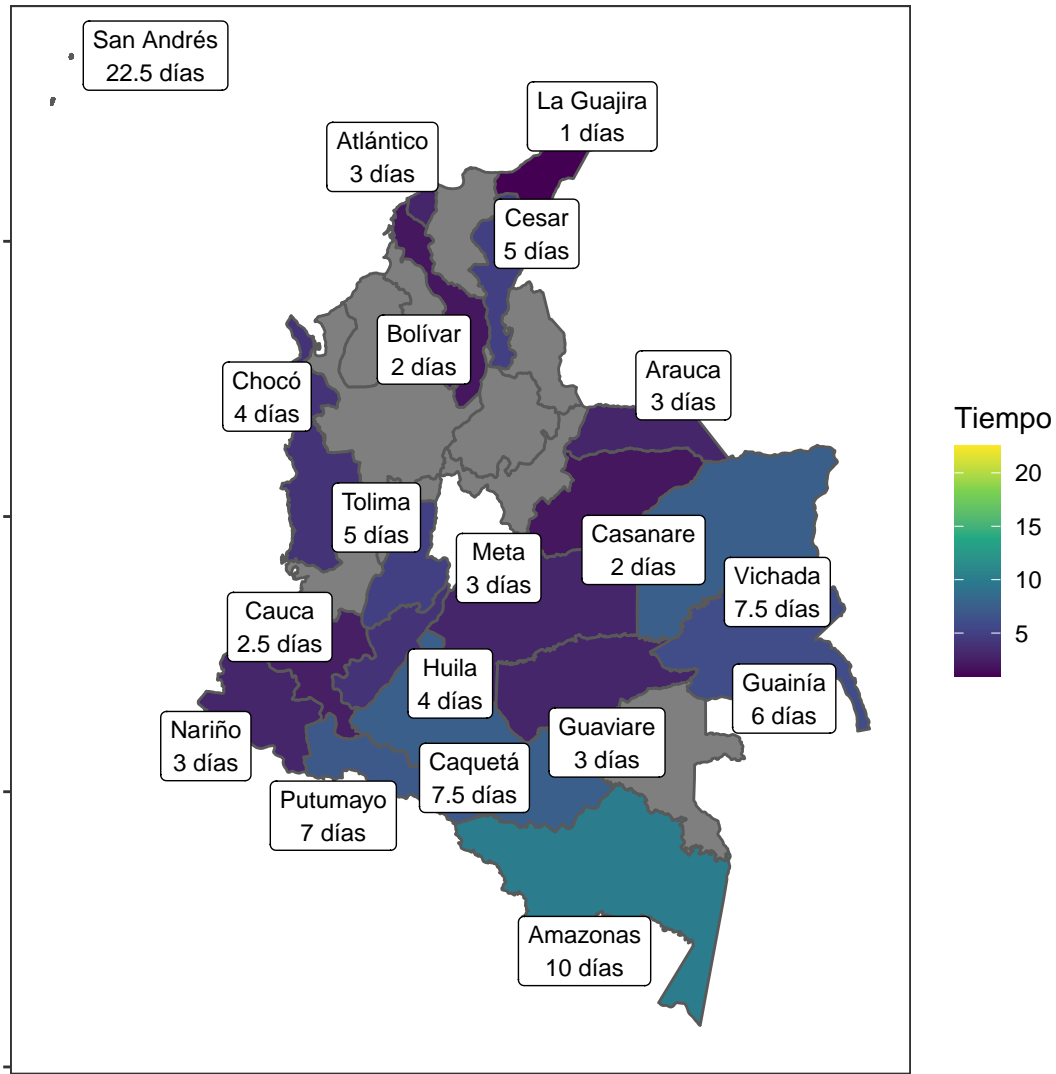 San Andrés
22.5 días
La Guajira
1 días
Atlántico
3 días
Cesar
5 días
Bolívar
2 días
Chocó
4 días
Arauca
3 días
Tolima
5 días
Meta
3 días
Casanare
2 días
Vichada
7.5 días
Cauca
2.5 días
Huila
4 días
Guainía
6 días
Nariño
3 días
Guaviare
3 días
Caquetá
7.5 días
Putumayo
7 días
Amazonas
10 días
Tiempo
20
15
10
5